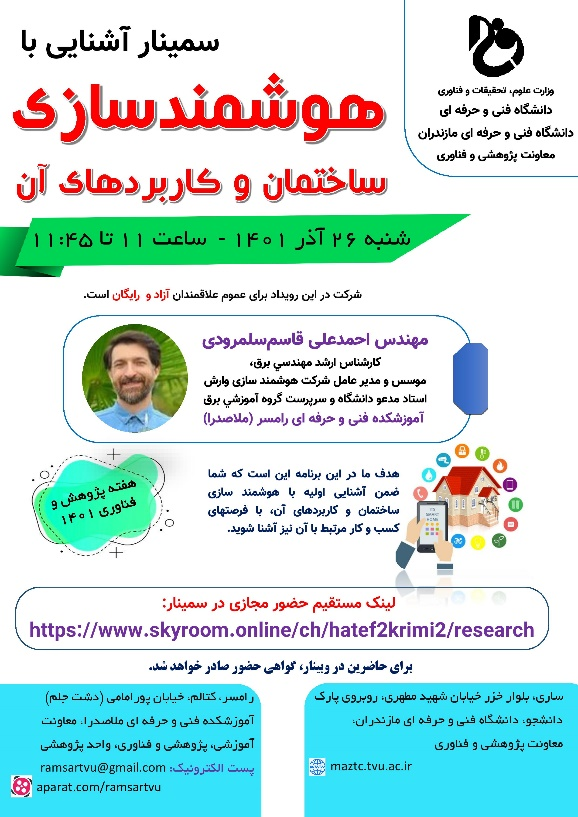 وزارت علوم، تحقیقات و فناوری
دانشگاه فنی و حرفه ای
دانشگاه فنی و حرفه ای مازندران
معاونت پژوهشی و فناوری
سمینار آشنایی با
هوشمندسازی
ساختمان و کاربردهای آن
شنبه ۲۶ آذر ۱۴۰۱ - ساعت ۱۱ تا ۱۱:۴۵
شرکت در این رویداد برای عموم علاقمندان آزاد و رایگان است.
مهندس احمدعلی قاسم‌سلمرودی
کارشناس ارشد مهندسي برق،
موسس و مدیر عامل شرکت هوشمند سازی وارش
استاد مدعو دانشگاه و سرپرست گروه آموزشي برق
آموزشکده فنی و حرفه ای رامسر (ملاصدرا)
هدف ما در این برنامه این است که شما
ضمن آشنایی اولیه با هوشمند سازی
ساختمان و کاربردهای آن، با فرصتهای
کسب و کار مرتبط با آن نیز آشنا شوید.
هفته پژوهش و
فناوری ۱۴۰۱
SMART
HOME
لینک مستقیم حضور مجازی در سمینار:
https://www.skyroom.online/ch/hatef2krimi2/research
برای حاضرین در وبینار، گواهی حضور صادر خواهد شد.
ساری، بلوار خزر خیابان شهید مطهری، روبروی پارک
دانشجو، دانشگاه فنی و حرفه ای مازندران،
معاونت پژوهشی و فناوری
maztc.tvu.ac.ir
رامسر، کتالم، خیابان پورامامی (دشت جلم)
آموزشکده فنی و حرفه ای ملاصدرا، معاونت
آموزشی، پژوهشی و فناوری، واحد پژوهشی
پست الکترونیک: ramsartvu@gmail.com
aparat.com/ramsartvu